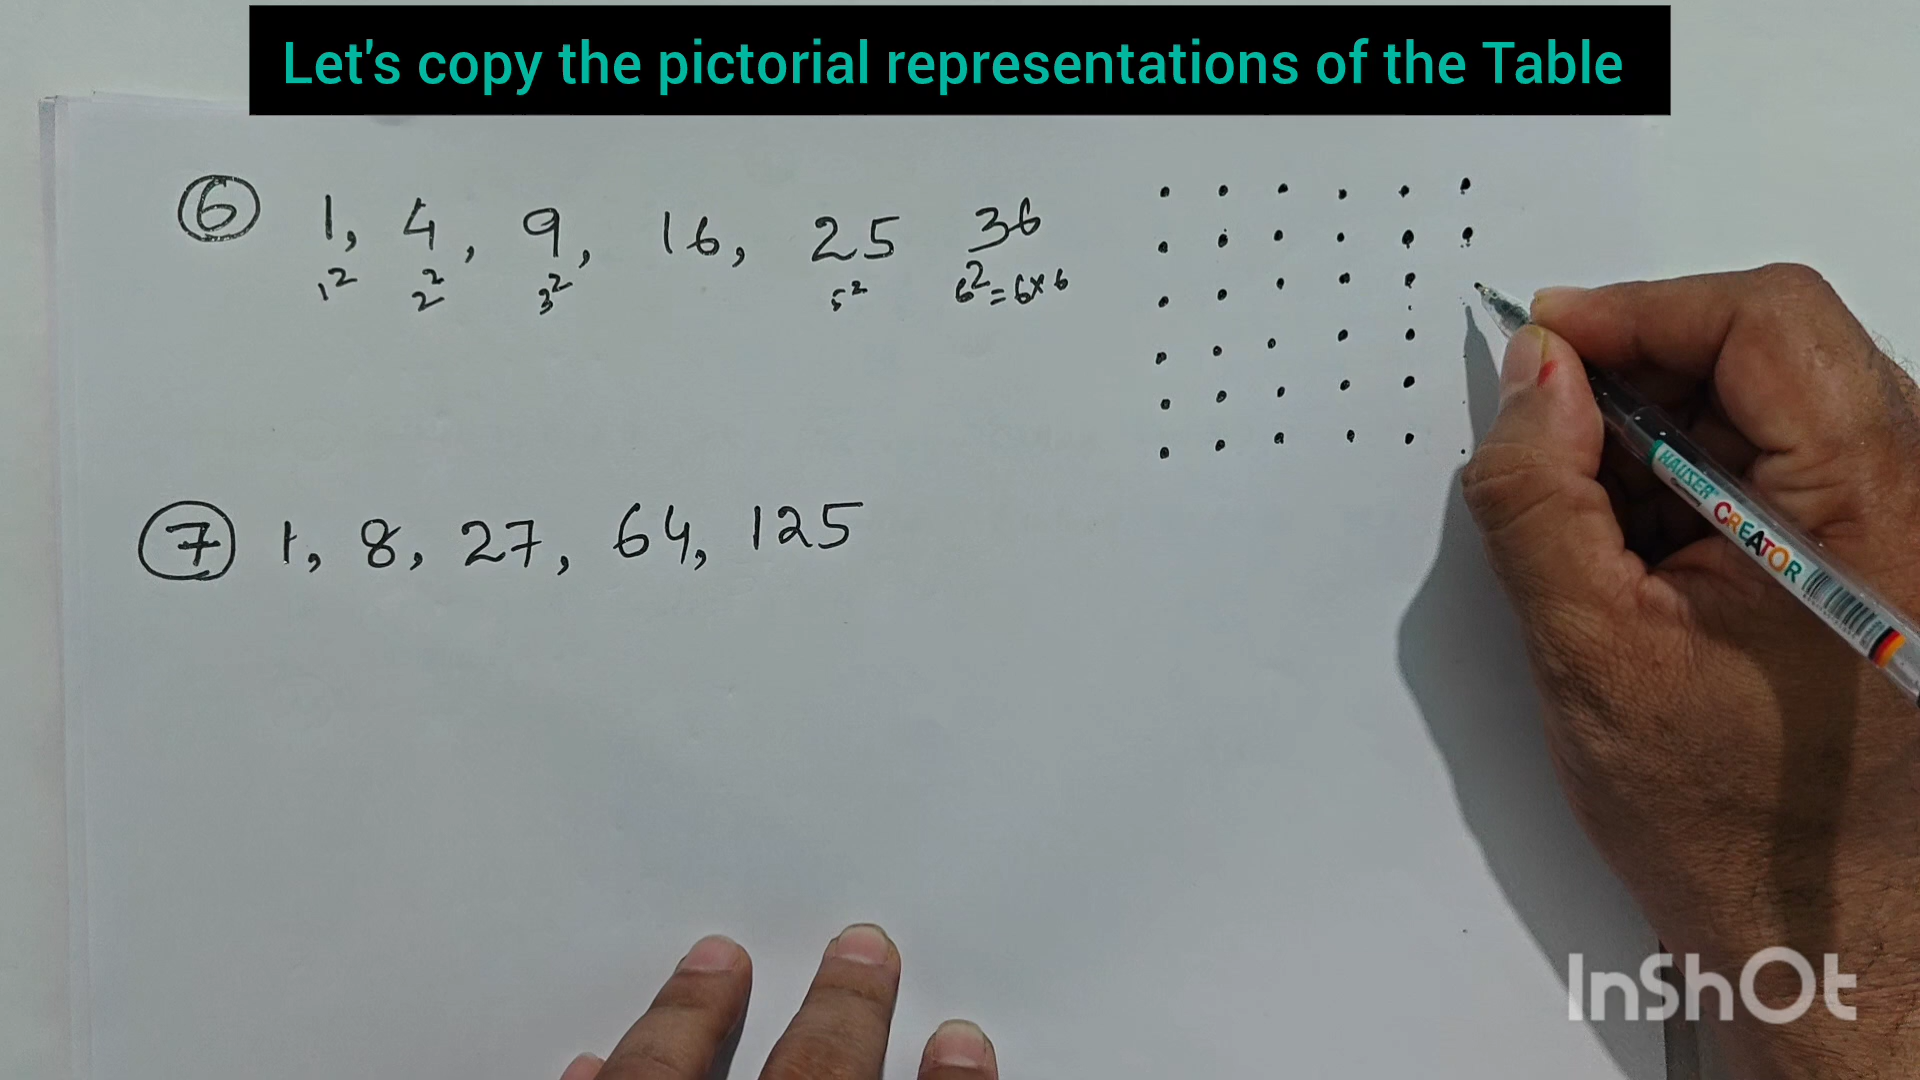 Let's copy the pictorial representations of the Table
⑥ 1, 4, 9, 16, 25 36
1² 2² 3² 5² 6² = 6×6
⑦ 1, 8, 27, 64, 125
HAUSER CREATOR
InShOt